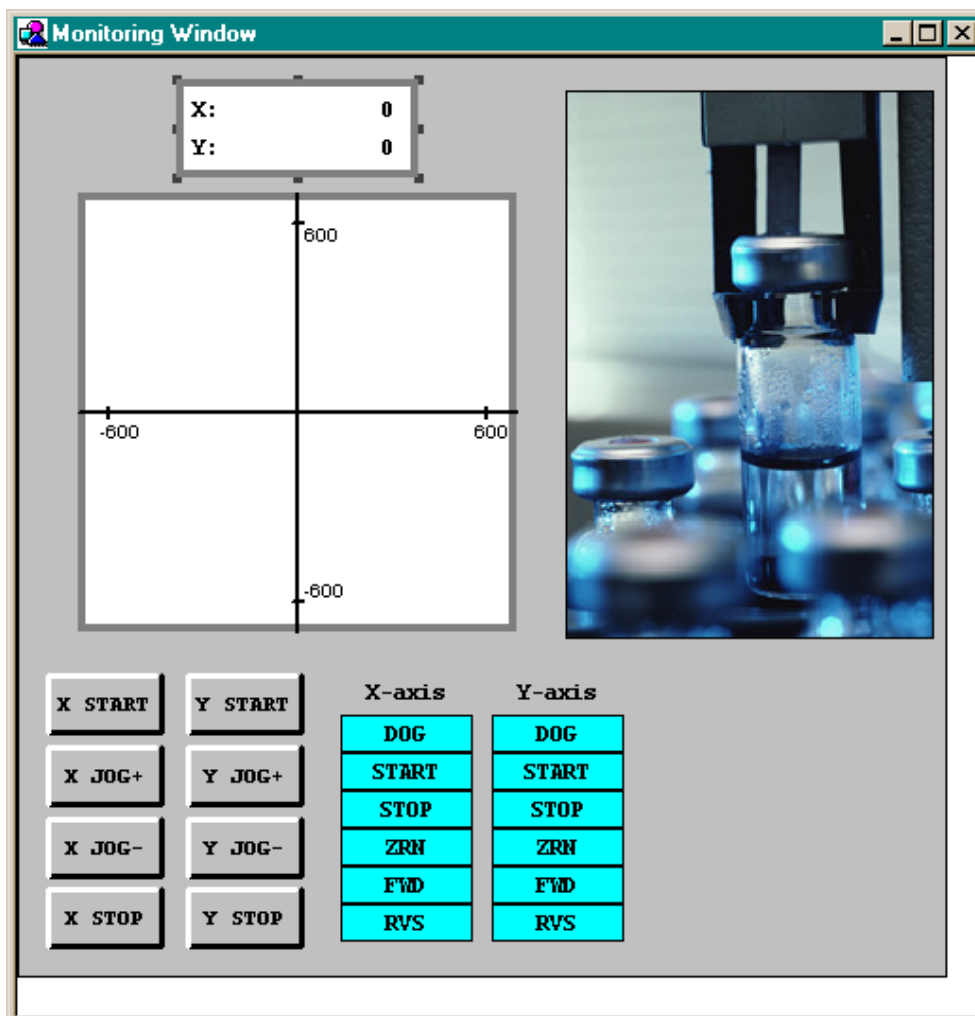 Monitoring Window
X: 0
Y: 0
600
-600
600
-600
X START Y START
X JOG+ Y JOG+
X JOG- Y JOG-
X STOP Y STOP
X-axis Y-axis
DOG DOG
START START
STOP STOP
ZRN ZRN
FWD FWD
RVS RVS